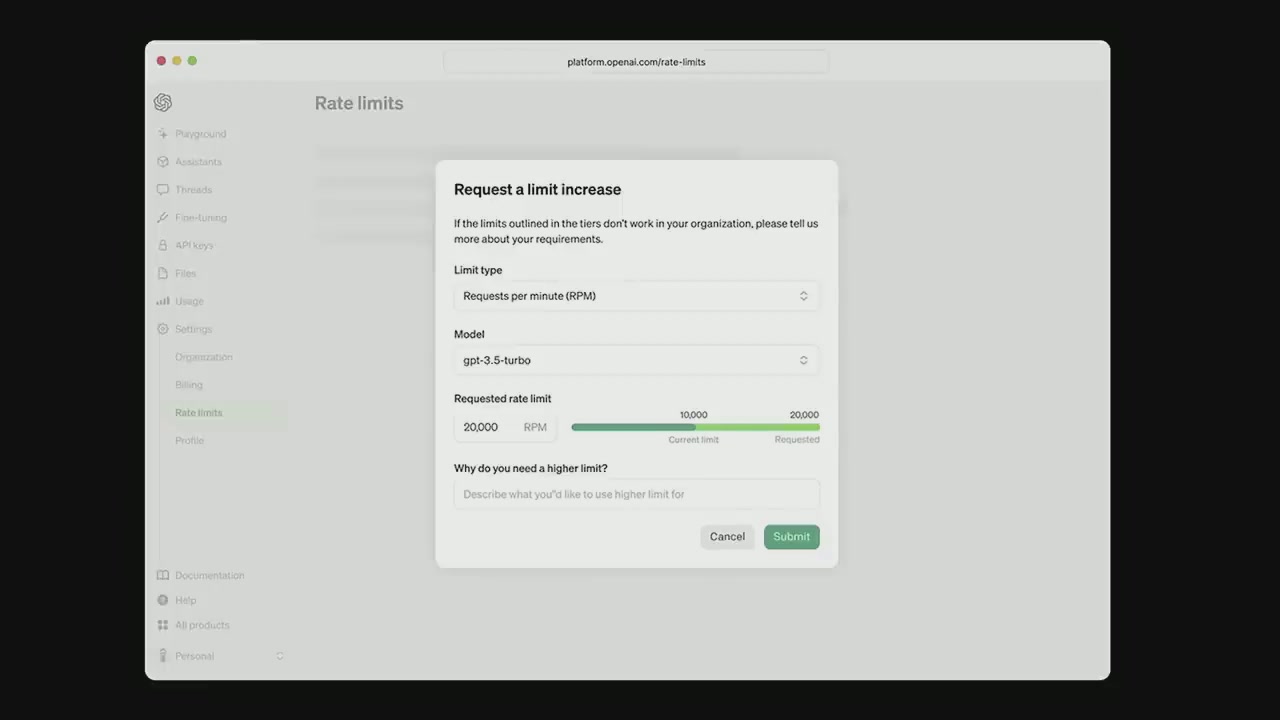 platform.openai.com/rate-limits
Rate limits
Playground
Assistants
Threads
Fine-tuning
API keys
Files
Usage
Settings
Organization
Billing
Rate limits
Profile
Documentation
Help
All products
Personal
Request a limit increase
If the limits outlined in the tiers don't work in your organization, please tell us
more about your requirements.
Limit type
Requests per minute (RPM)
Model
gpt-3.5-turbo
Requested rate limit
20,000 RPM
10,000 20,000
Current limit Requested
Why do you need a higher limit?
Describe what you"d like to use higher limit for
Cancel Submit